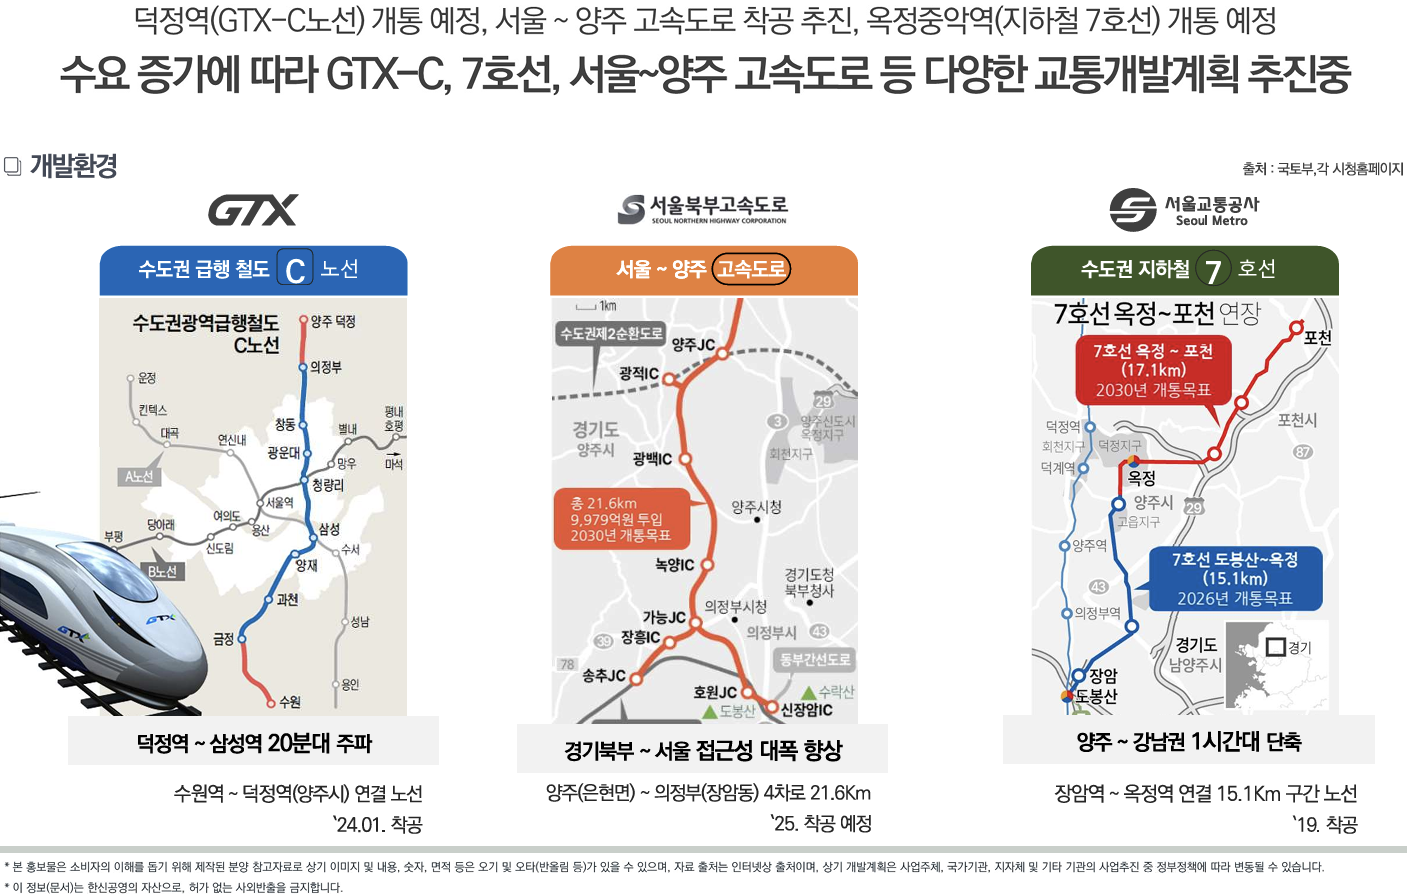 덕정역(GTX-C노선) 개통 예정, 서울 ~ 양주 고속도로 착공 추진, 옥정중앙역(지하철 7호선) 개통 예정
수요 증가에 따라 GTX-C, 7호선, 서울~양주 고속도로 등 다양한 교통개발계획 추진중
개발환경
출처 : 국토부,각 시청홈페이지
GTX
수도권 급행 철도 C 노선
수도권광역급행철도
C노선
양주 덕정
의정부
운정
킨텍스
대곡
연신내
창동
별내
평내
호평
광운대
망우
마석
A노선
청량리
서울역
여의도
당아래
용산
삼성
부평
신도림
수서
양재
B노선
과천
GTX
성남
금정
용인
수원
덕정역 ~ 삼성역 20분대 주파
수원역 ~ 덕정역(양주시) 연결 노선
‵24.01. 착공
서울북부고속도로
SEOUL NORTHERN HIGHWAY CORPORATION
서울 ~ 양주 고속도로
1km
수도권제2순환도로
양주JC
광적IC
29
3
양주신도시
옥정지구
경기도
양주시
회천지구
광백IC
총 21.6km
9,979억원 투입
2030년 개통목표
양주시청
녹양IC
경기도청
북부청사
의정부시청
가능JC
39
장흥IC
의정부시
43
78
동부간선도로
송추JC
호원JC
수락산
도봉산
신장암IC
경기북부 ~ 서울 접근성 대폭 향상
양주(은현면) ~ 의정부(장암동) 4차로 21.6Km
‵25. 착공 예정
서울교통공사
Seoul Metro
수도권 지하철 7 호선
7호선 옥정~포천 연장
포천
7호선 옥정 ~ 포천
(17.1km)
2030년 개통목표
포천시
덕정역
회천지구
덕정지구
87
덕계역
옥정
양주시
29
고읍지구
양주역
7호선 도봉산~옥정
(15.1km)
2026년 개통목표
43
의정부역
경기도
남양주시
경기
장암
도봉산
양주 ~ 강남권 1시간대 단축
장암역 ~ 옥정역 연결 15.1Km 구간 노선
‵19. 착공
* 본 홍보물은 소비자의 이해를 돕기 위해 제작된 분양 참고자료로 상기 이미지 및 내용, 숫자, 면적 등은 오기 및 오타(반올림 등)가 있을 수 있으며, 자료 출처는 인터넷상 출처이며, 상기 개발계획은 사업주체, 국가기관, 지자체 및 기타 기관의 사업추진 중 정부정책에 따라 변동될 수 있습니다.
* 이 정보(문서)는 한신공영의 자산으로, 허가 없는 사외반출을 금지합니다.